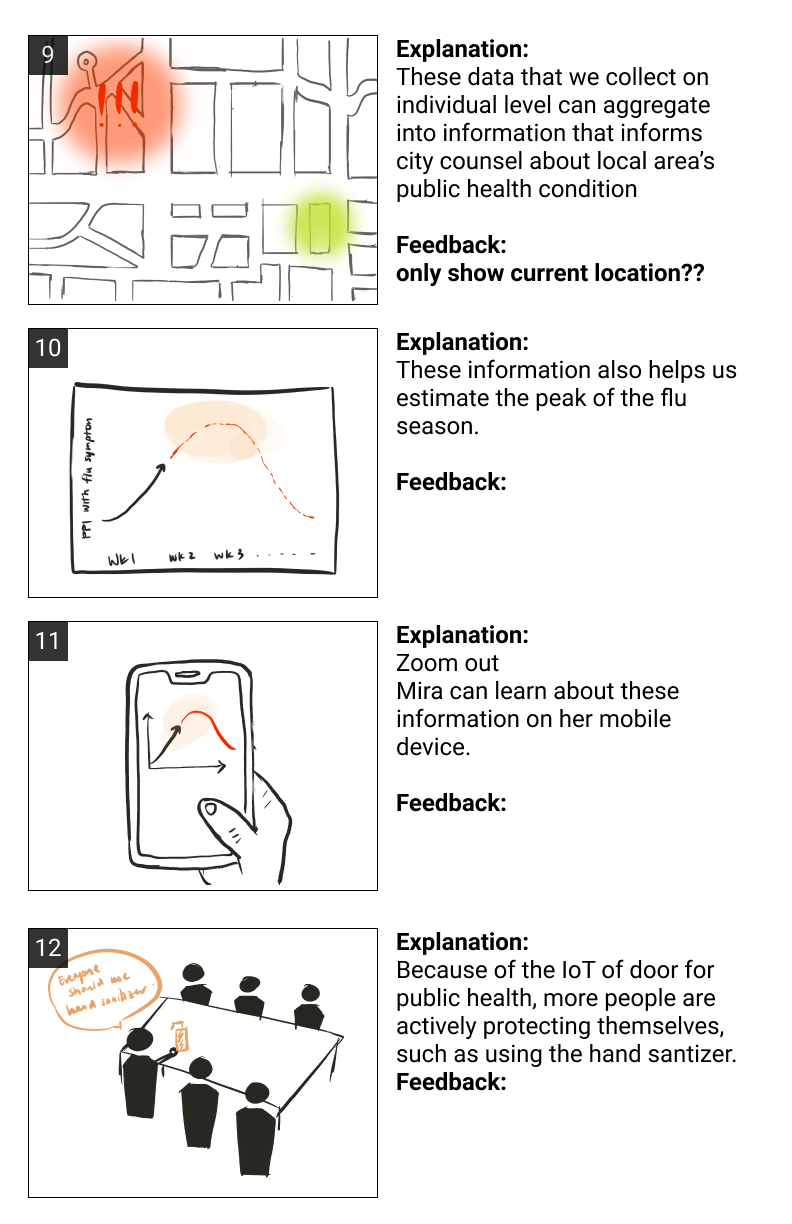 9
!!!
Explanation:
These data that we collect on
individual level can aggregate
into information that informs
city counsel about local area’s
public health condition
Feedback:
only show current location??
10
PPl with flu symptom
Wk1 wk2 wk3 . . . . . .
Explanation:
These information also helps us
estimate the peak of the flu
season.
Feedback:
11
Explanation:
Zoom out
Mira can learn about these
information on her mobile
device.
Feedback:
12
Everyone
should use
hand sanitizer.
Explanation:
Because of the IoT of door for
public health, more people are
actively protecting themselves,
such as using the hand santizer.
Feedback: